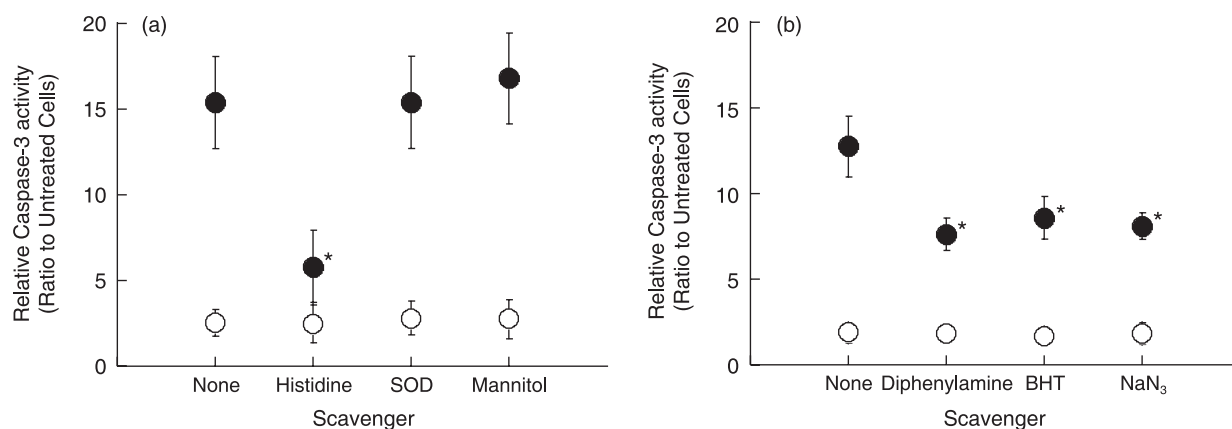 (a)
Relative Caspase-3 activity
(Ratio to Untreated Cells)
20
15
10
5
0
*
None Histidine SOD Mannitol
Scavenger
(b)
Relative Caspase-3 activity
(Ratio to Untreated Cells)
20
15
10
5
0
* * *
None Diphenylamine BHT NaN₃
Scavenger